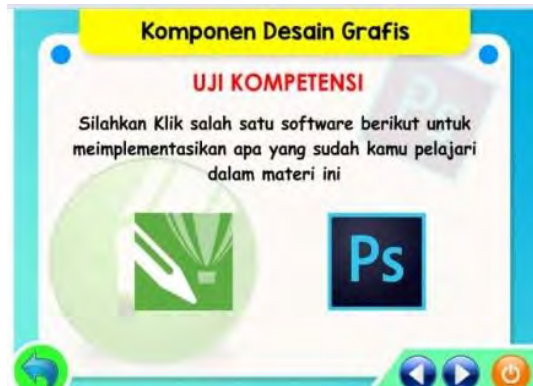 Komponen Desain Grafis
UJI KOMPETENSI
Silahkan Klik salah satu software berikut untuk
meimplementasikan apa yang sudah kamu pelajari
dalam materi ini
Ps
Ps